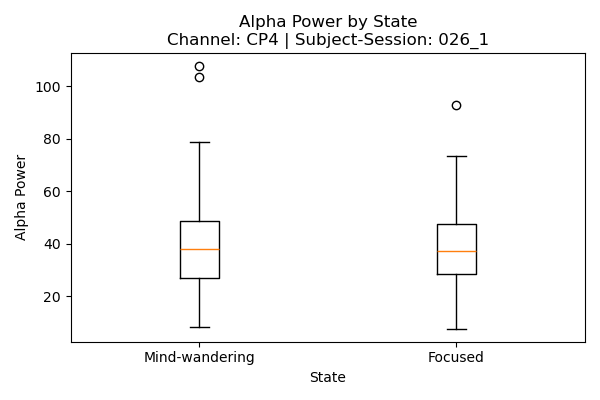 Alpha Power by State
Channel: CP4 | Subject-Session: 026_1
Alpha Power
100
80
60
40
20
Mind-wandering
Focused
State